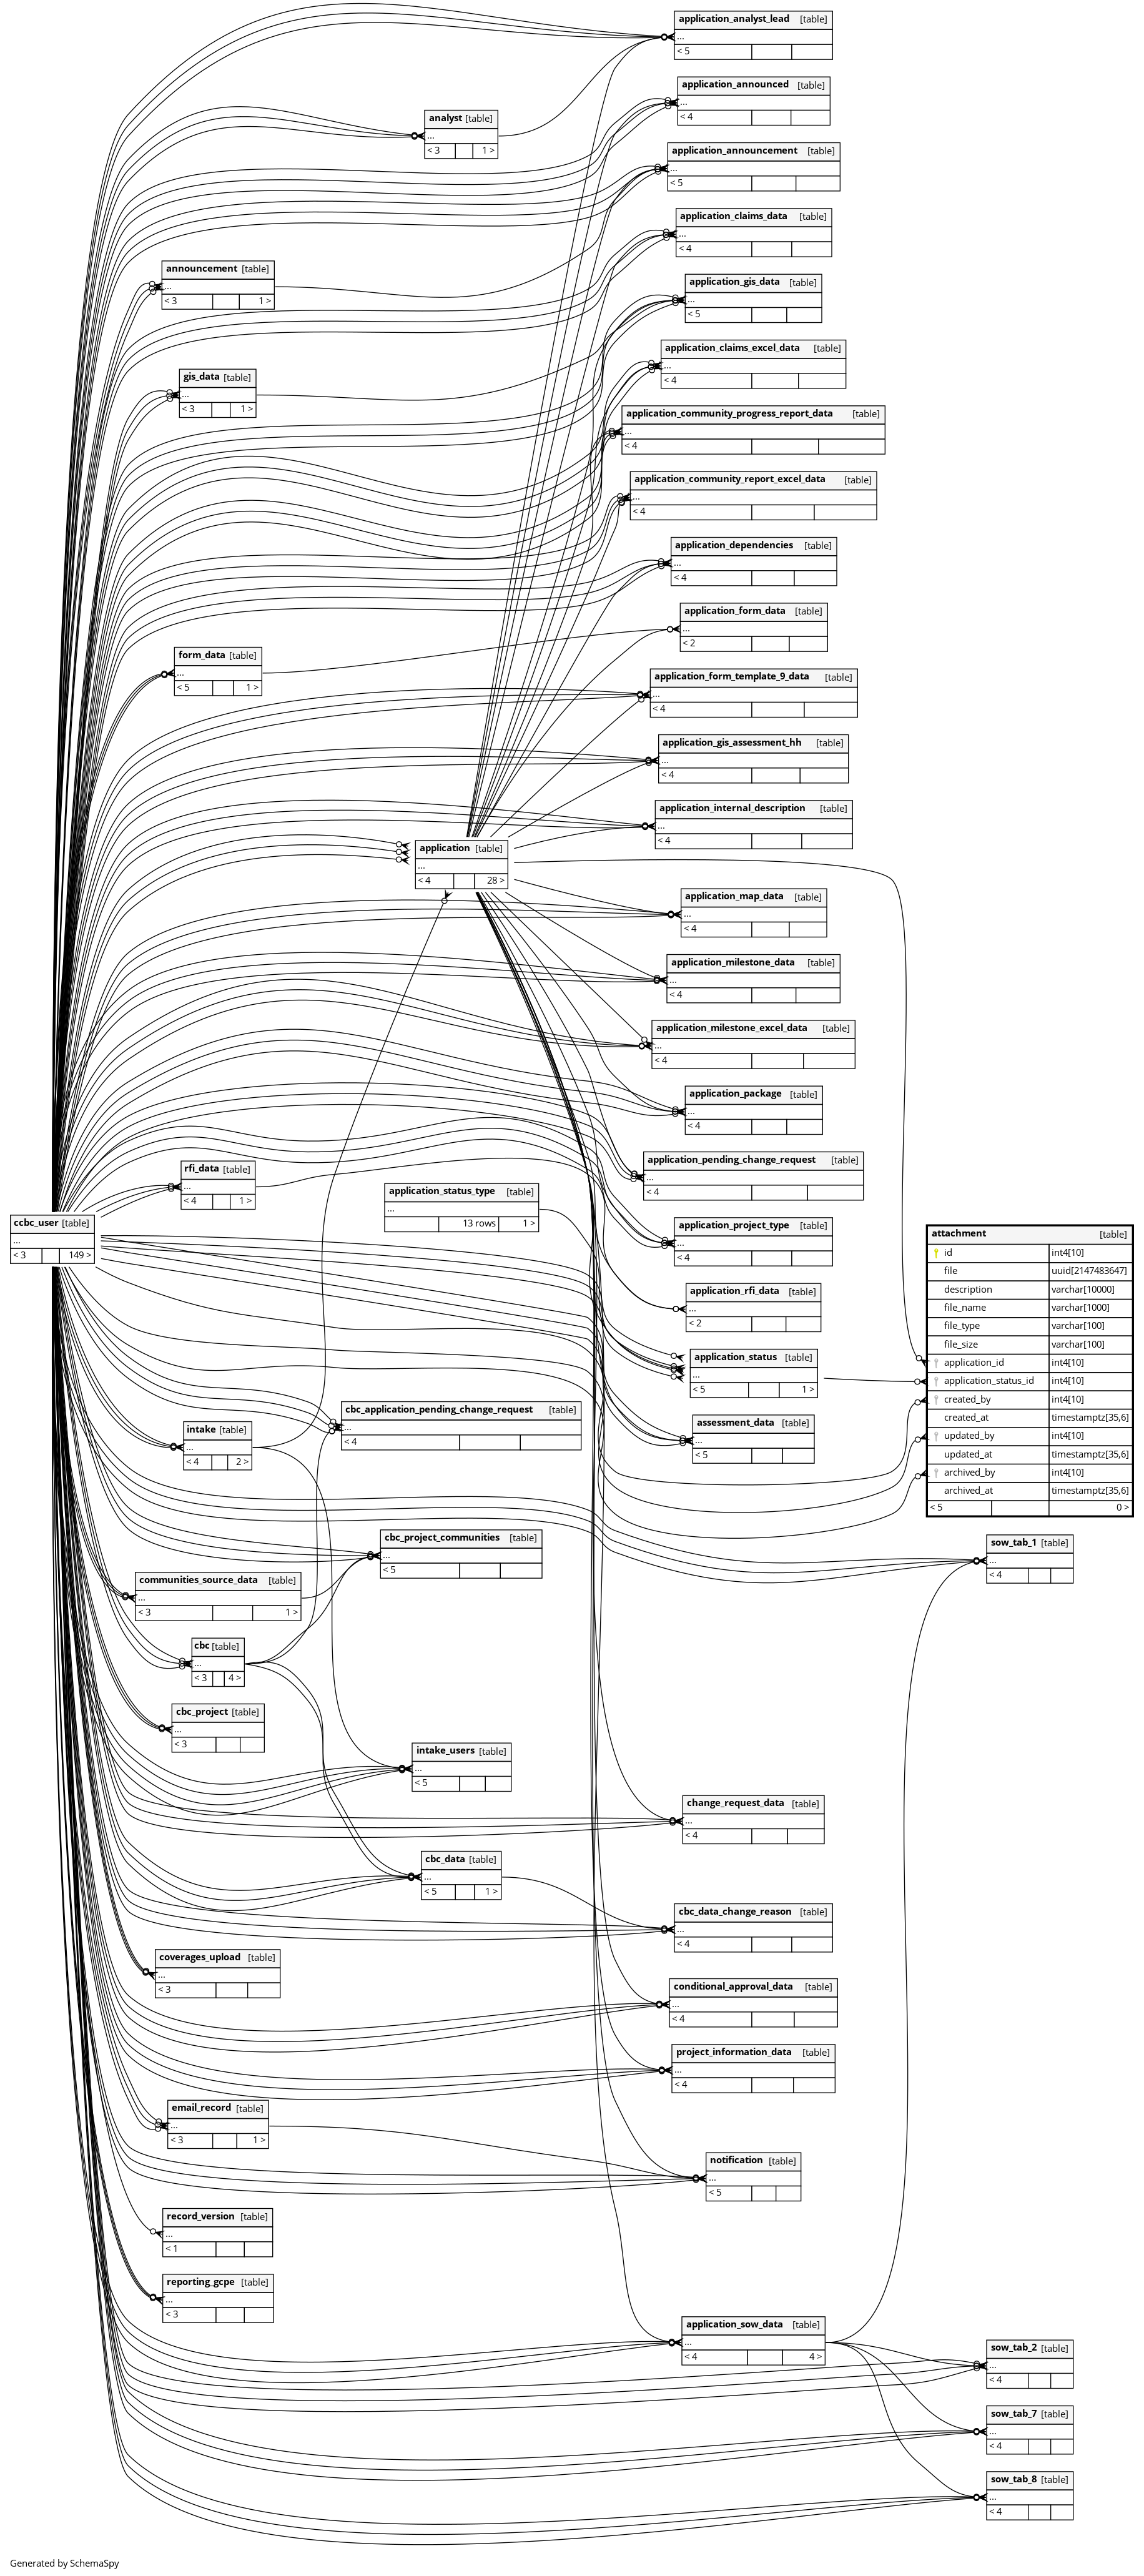 application_analyst_lead [table]
...
< 5
application_announced [table]
...
< 4
analyst [table]
...
< 3 1 >
application_announcement [table]
...
< 5
application_claims_data [table]
...
< 4
announcement [table]
...
< 3 1 >
application_gis_data [table]
...
< 5
application_claims_excel_data [table]
...
< 4
gis_data [table]
...
< 3 1 >
application_community_progress_report_data [table]
...
< 4
application_community_report_excel_data [table]
...
< 4
application_dependencies [table]
...
< 4
application_form_data [table]
...
< 2
form_data [table]
...
< 5 1 >
application_form_template_9_data [table]
...
< 4
application_gis_assessment_hh [table]
...
< 4
application_internal_description [table]
...
< 4
application [table]
...
< 4 28 >
application_map_data [table]
...
< 4
application_milestone_data [table]
...
< 4
application_milestone_excel_data [table]
...
< 4
application_package [table]
...
< 4
application_pending_change_request [table]
...
< 4
rfi_data [table]
...
< 4 1 >
application_status_type [table]
...
13 rows 1 >
ccbc_user [table]
...
< 3 149 >
application_project_type [table]
...
< 4
attachment [table]
id int4[10]
file uuid[2147483647]
description varchar[10000]
file_name varchar[1000]
file_type varchar[100]
file_size varchar[100]
application_id int4[10]
application_status_id int4[10]
created_by int4[10]
created_at timestamptz[35,6]
updated_by int4[10]
updated_at timestamptz[35,6]
archived_by int4[10]
archived_at timestamptz[35,6]
< 5 0 >
application_rfi_data [table]
...
< 2
application_status [table]
...
< 5 1 >
cbc_application_pending_change_request [table]
...
< 4
assessment_data [table]
...
< 5
intake [table]
...
< 4 2 >
cbc_project_communities [table]
...
< 5
sow_tab_1 [table]
...
< 4
communities_source_data [table]
...
< 3 1 >
cbc [table]
...
< 3 4 >
cbc_project [table]
...
< 3
intake_users [table]
...
< 5
change_request_data [table]
...
< 4
cbc_data [table]
...
< 5 1 >
cbc_data_change_reason [table]
...
< 4
coverages_upload [table]
...
< 3
conditional_approval_data [table]
...
< 4
project_information_data [table]
...
< 4
email_record [table]
...
< 3 1 >
notification [table]
...
< 5
record_version [table]
...
< 1
reporting_gcpe [table]
...
< 3
application_sow_data [table]
...
< 4 4 >
sow_tab_2 [table]
...
< 4
sow_tab_7 [table]
...
< 4
sow_tab_8 [table]
...
< 4
Generated by SchemaSpy